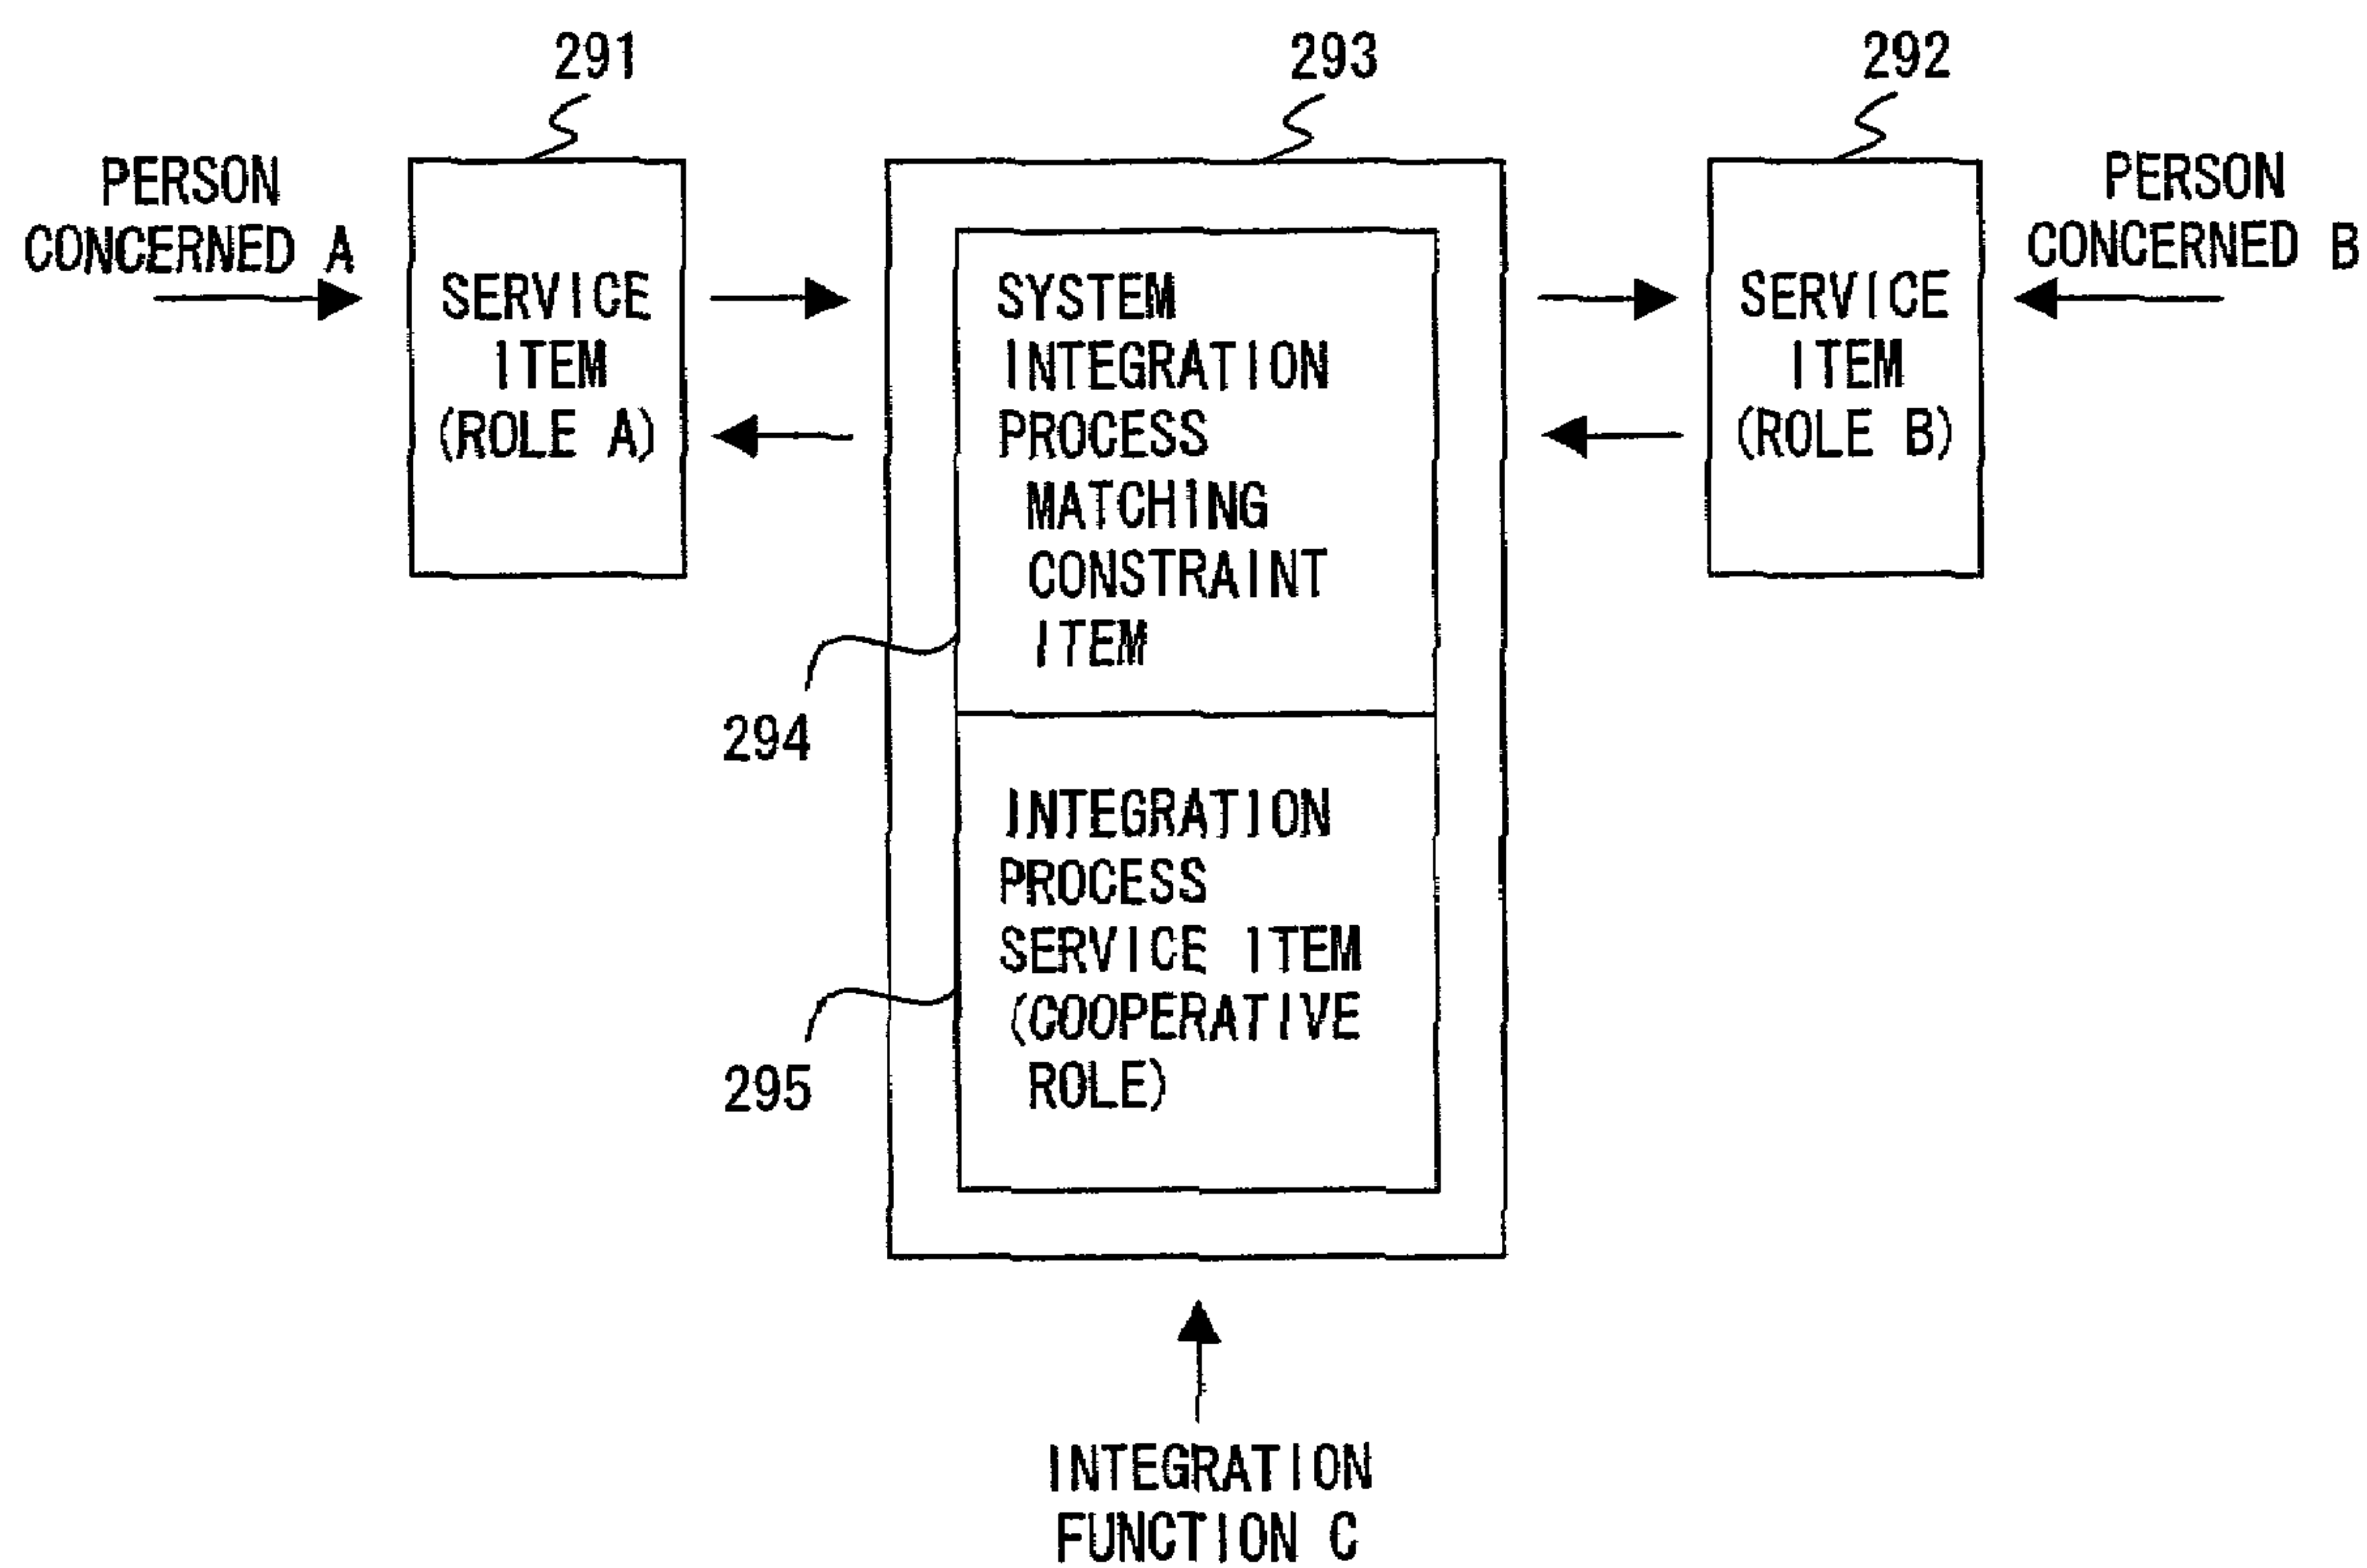 291
293
292
PERSON
CONCERNED A
SERVICE
ITEM
(ROLE A)
SYSTEM
INTEGRATION
PROCESS
MATCHING
CONSTRAINT
ITEM
294
INTEGRATION
PROCESS
SERVICE ITEM
(COOPERATIVE
ROLE)
295
SERVICE
ITEM
(ROLE B)
PERSON
CONCERNED B
INTEGRATION
FUNCTION C